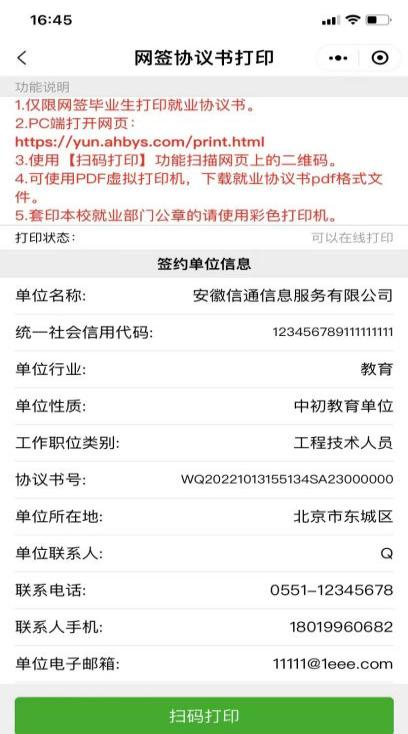 16:45
网签协议书打印
功能说明
1.仅限网签毕业生打印就业协议书。
2.PC端打开网页：
https://yun.ahbys.com/print.html
3.使用【扫码打印】功能扫描网页上的二维码。
4.可使用PDF虚拟打印机，下载就业协议书pdf格式文
件。
5.套印本校就业部门公章的请使用彩色打印机。
打印状态: 可以在线打印
签约单位信息
单位名称: 安徽信通信息服务有限公司
统一社会信用代码: 123456789111111111
单位行业: 教育
单位性质: 中初教育单位
工作职位类别: 工程技术人员
协议书号: WQ20221013155134SA23000000
单位所在地: 北京市东城区
单位联系人: Q
联系电话: 0551-12345678
联系人手机: 18019960682
单位电子邮箱: 11111@1eee.com
扫码打印